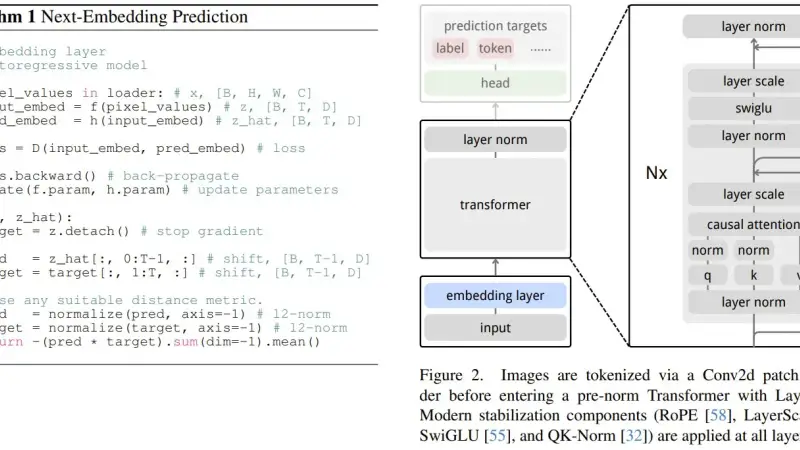 hm 1 Next-Embedding Prediction
bedding layer
toregressive model
el_values in loader: # x, [B, H, W, C]
ut_embed = f(pixel_values) # z, [B, T, D]
d_embed = h(input_embed) # z_hat, [B, T, D]
s = D(input_embed, pred_embed) # loss
s.backward() # back-propagate
ate(f.param, h.param) # update parameters
, z_hat):
get = z.detach() # stop gradient
d = z_hat[:, 0:T-1, :] # shift, [B, T-1, D]
get = target[:, 1:T, :] # shift, [B, T-1, D]
se any suitable distance metric.
d = normalize(pred, axis=-1) # l2-norm
get = normalize(target, axis=-1) # l2-norm
urn -(pred * target).sum(dim=-1).mean()
prediction targets
label token ......
head
layer norm
transformer
embedding layer
input
Nx
layer norm
layer scale
swiglu
layer norm
layer scale
causal attention
norm norm
q k v
layer norm
Figure 2. Images are tokenized via a Conv2d patch
der before entering a pre-norm Transformer with Lay
Modern stabilization components (RoPE [58], LayerSca
SwiGLU [55], and QK-Norm [32]) are applied at all layer